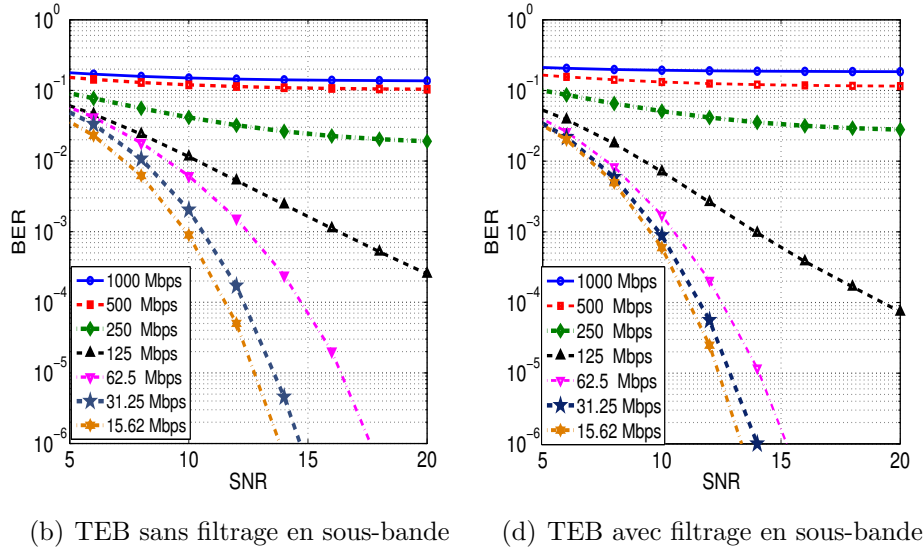 10^0
10^-1
10^-2
10^-3
10^-4
10^-5
10^-6
BER
1000 Mbps
500 Mbps
250 Mbps
125 Mbps
62.5 Mbps
31.25 Mbps
15.62 Mbps
5 10 15 20
SNR
(b) TEB sans filtrage en sous-bande
10^0
10^-1
10^-2
10^-3
10^-4
10^-5
10^-6
BER
1000 Mbps
500 Mbps
250 Mbps
125 Mbps
62.5 Mbps
31.25 Mbps
15.62 Mbps
5 10 15 20
SNR
(d) TEB avec filtrage en sous-bande